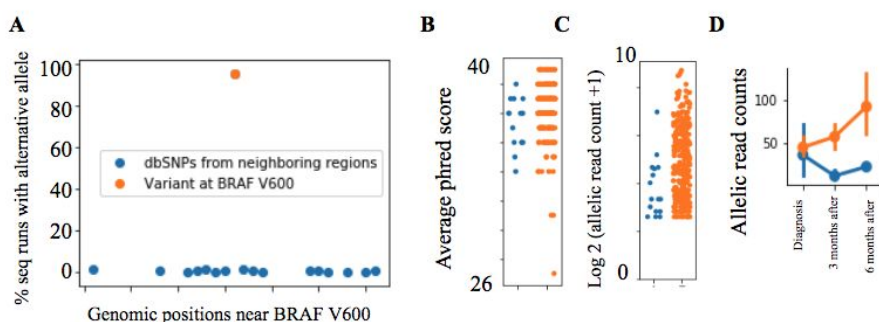 A
% seq runs with alternative allele
100
80
60
40
20
0
dbSNPs from neighboring regions
Variant at BRAF V600
Genomic positions near BRAF V600
B
Average phred score
40
26
C
Log 2 (allelic read count +1)
10
0
D
Allelic read counts
100
50
Diagnosis
3 months after
6 months after